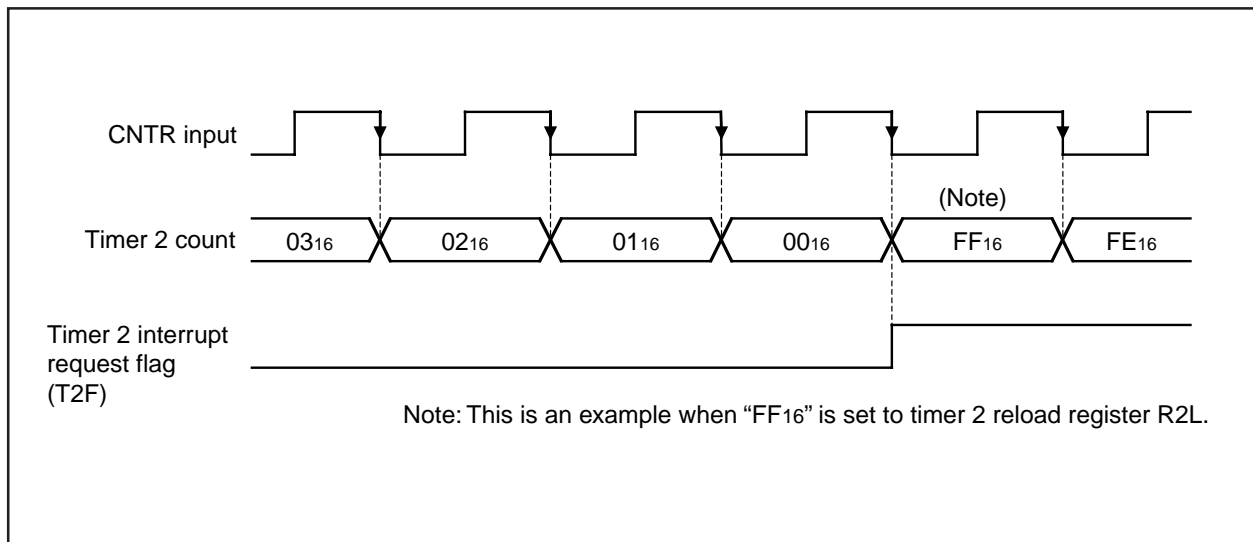 CNTR input
(Note)
Timer 2 count 03₁₆ 02₁₆ 01₁₆ 00₁₆ FF₁₆ FE₁₆
Timer 2 interrupt
request flag
(T2F)
Note: This is an example when “FF₁₆” is set to timer 2 reload register R2L.